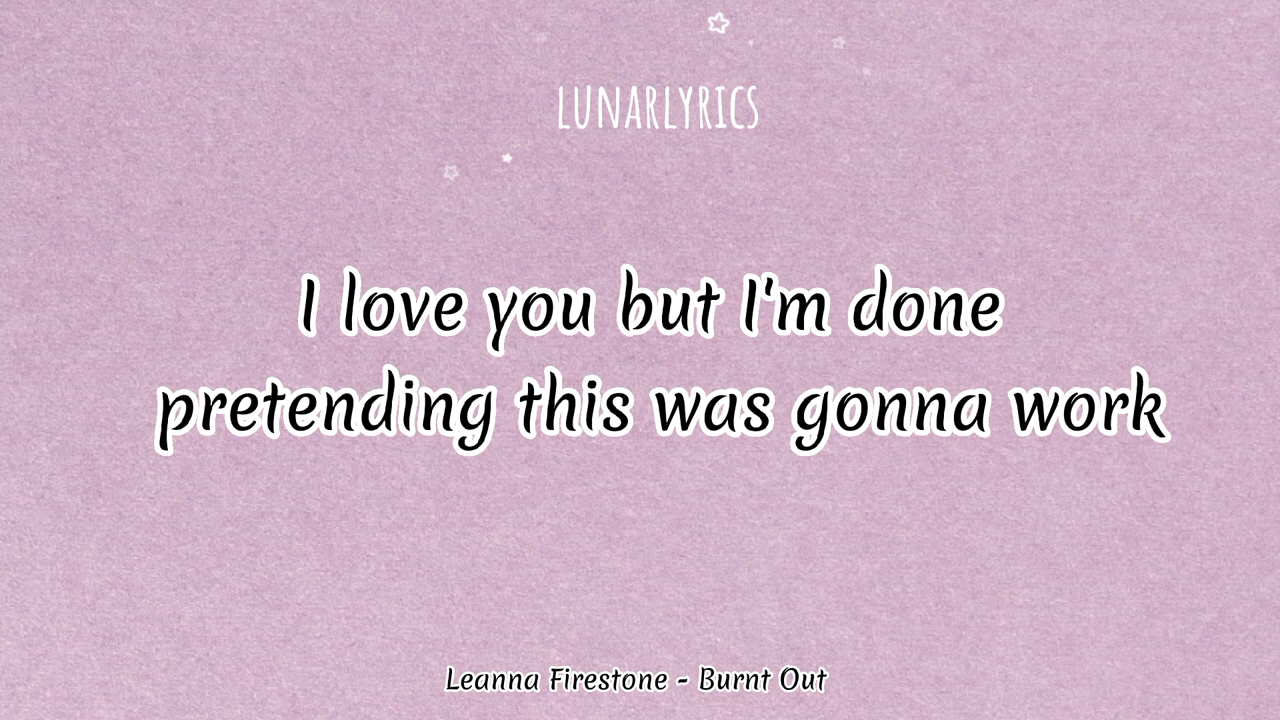 LUNARLYRICS
I love you but I'm done
pretending this was gonna work
Leanna Firestone - Burnt Out